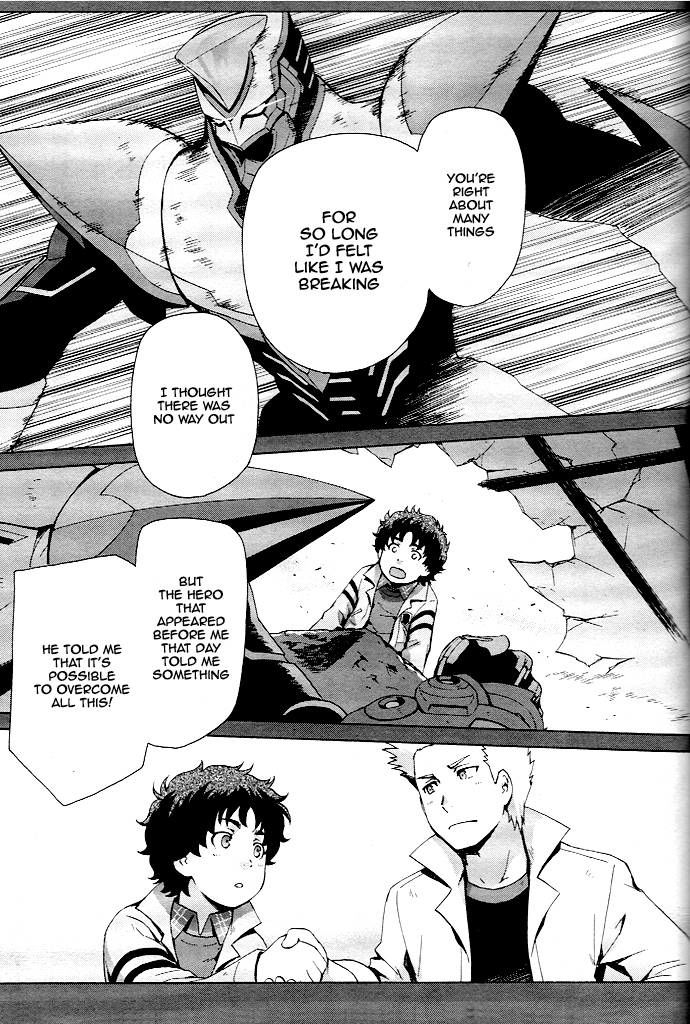 YOU'RE
RIGHT
ABOUT
MANY
THINGS
FOR
SO LONG
I'D FELT
LIKE I WAS
BREAKING
I THOUGHT
THERE WAS
NO WAY OUT
BUT
THE HERO
THAT
APPEARED
BEFORE ME
THAT DAY
TOLD ME
SOMETHING
HE TOLD ME
THAT IT'S
POSSIBLE
TO OVERCOME
ALL THIS!